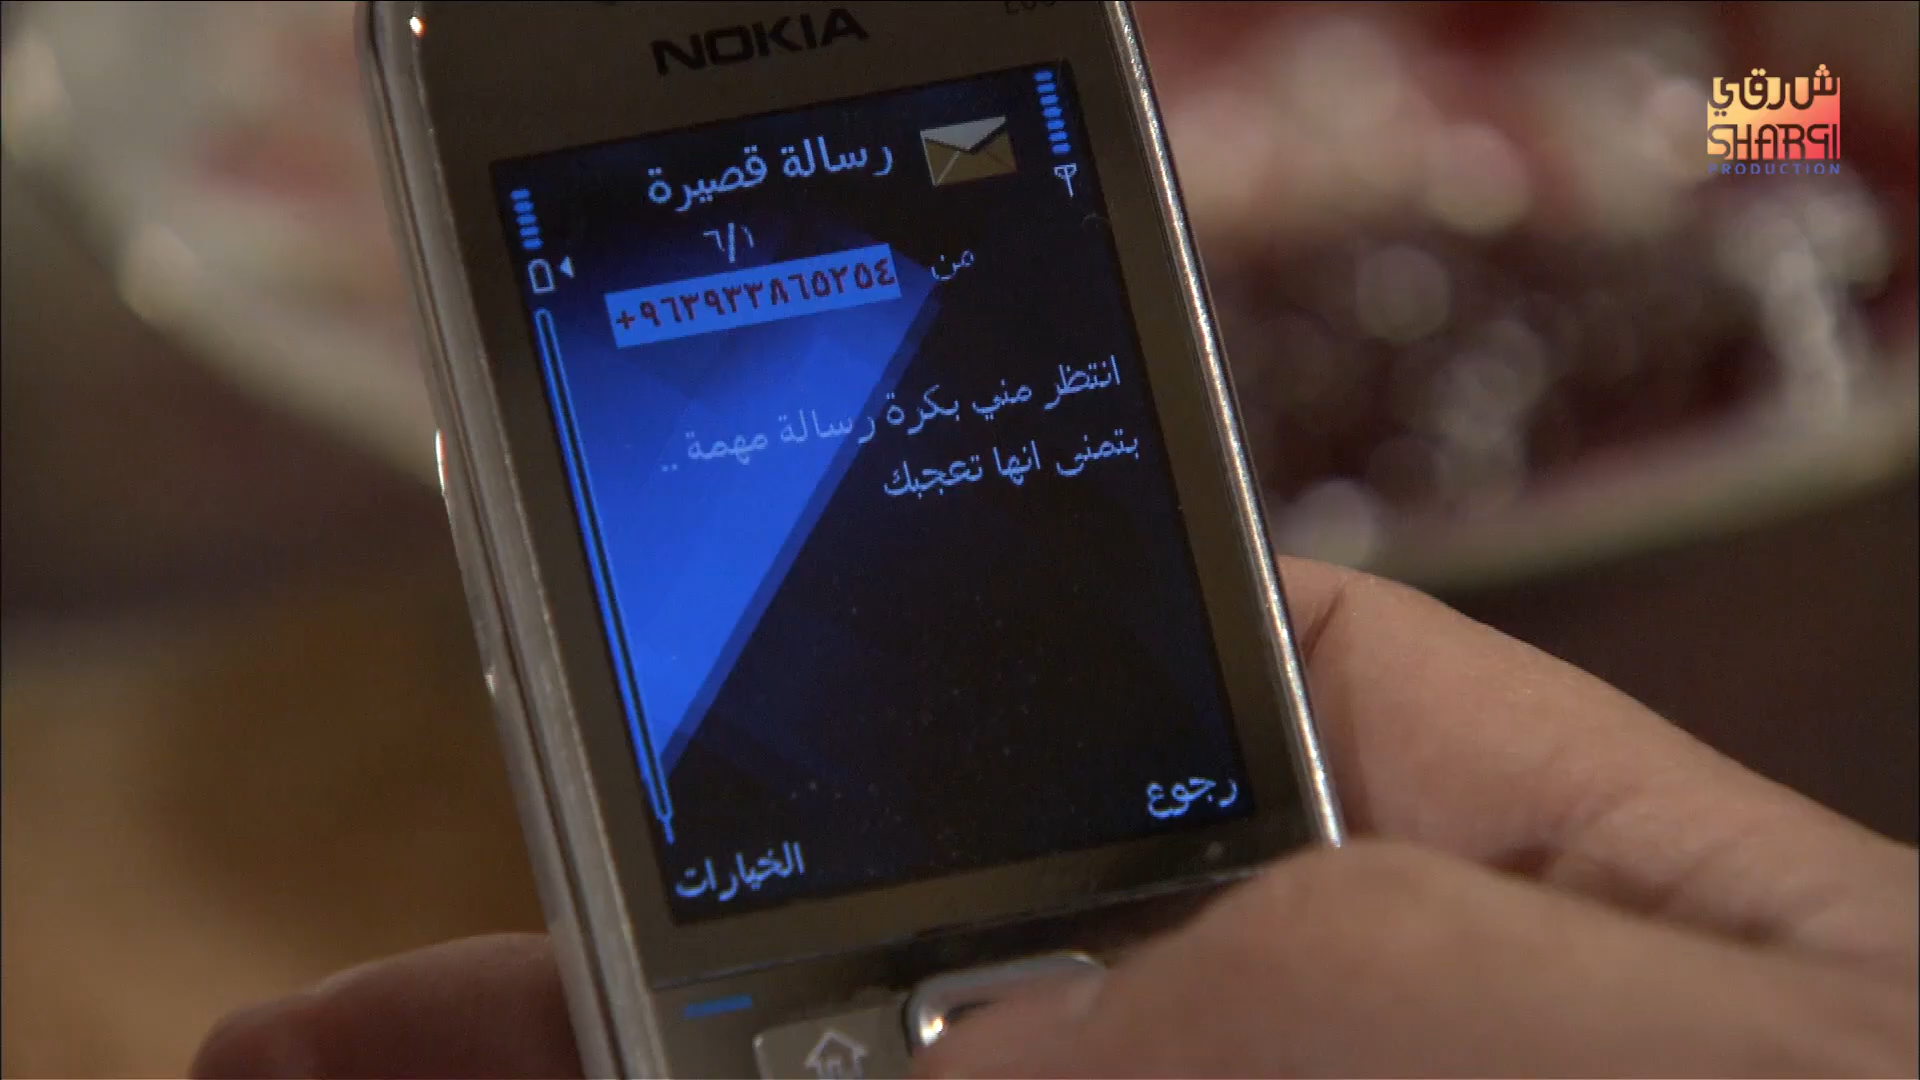 NOKIA
رسالة قصيرة
٦/١
من
+٩٦٣٩٣٣٨٦٥٢٥٤
انتظر مني بكرة رسالة مهمة ..
بتمنى انها تعجبك
رجوع
الخيارات
شرقي
SHARQI
PRODUCTION